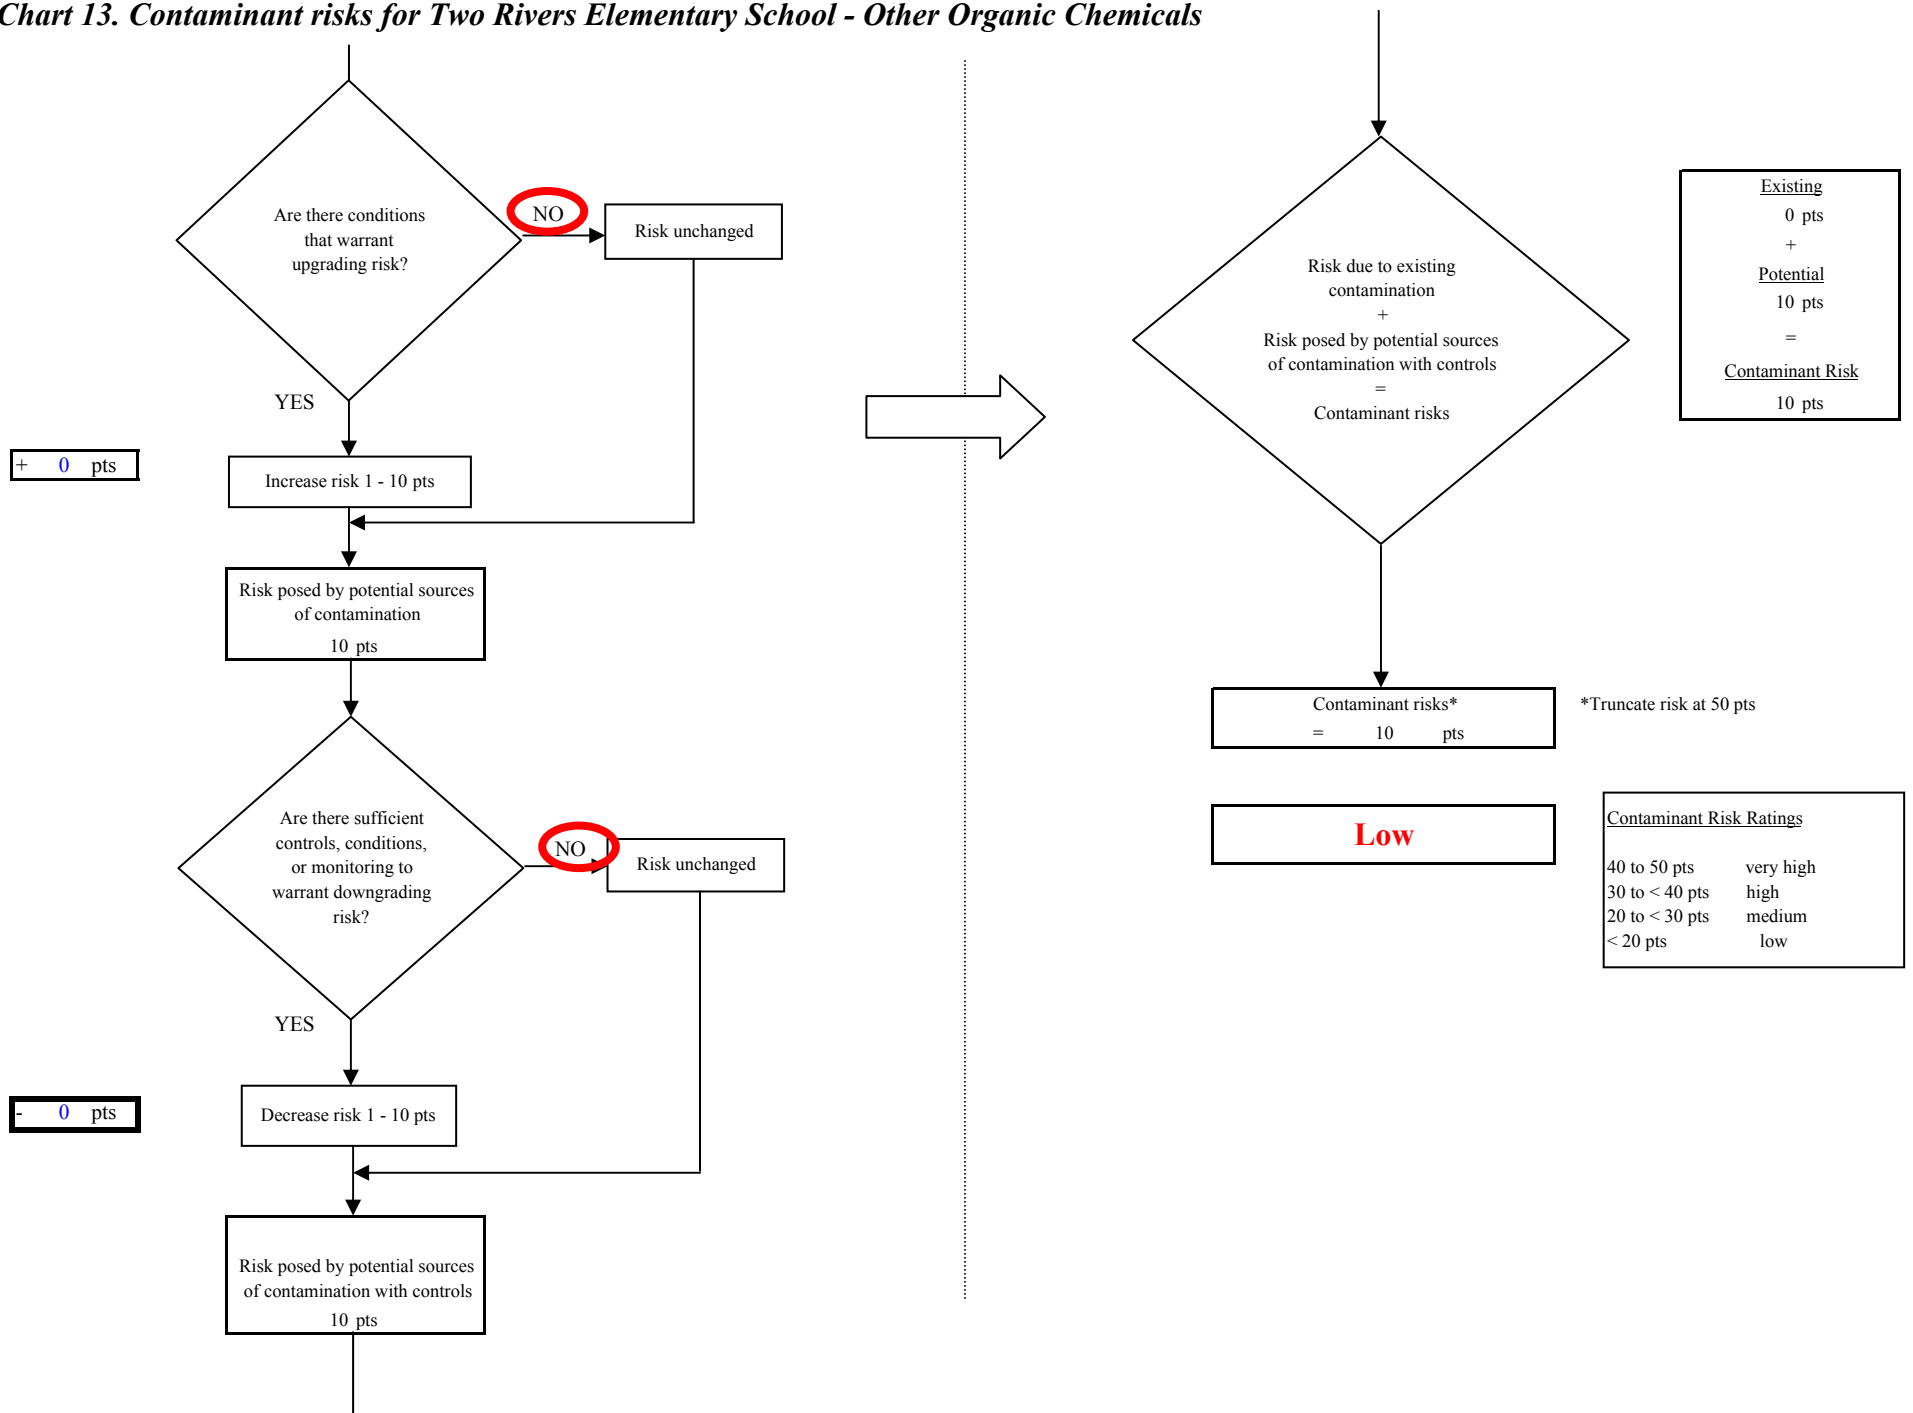 Chart 13. Contaminant risks for Two Rivers Elementary School - Other Organic Chemicals
Are there conditions
that warrant
upgrading risk?
NO
Risk unchanged
YES
+ 0 pts
Increase risk 1 - 10 pts
Risk posed by potential sources
of contamination
10 pts
Are there sufficient
controls, conditions,
or monitoring to
warrant downgrading
risk?
NO
Risk unchanged
YES
- 0 pts
Decrease risk 1 - 10 pts
Risk posed by potential sources
of contamination with controls
10 pts
Risk due to existing
contamination
+
Risk posed by potential sources
of contamination with controls
=
Contaminant risks
Existing
0 pts
+
Potential
10 pts
=
Contaminant Risk
10 pts
Contaminant risks*
= 10 pts
*Truncate risk at 50 pts
Low
Contaminant Risk Ratings
40 to 50 pts very high
30 to < 40 pts high
20 to < 30 pts medium
< 20 pts low